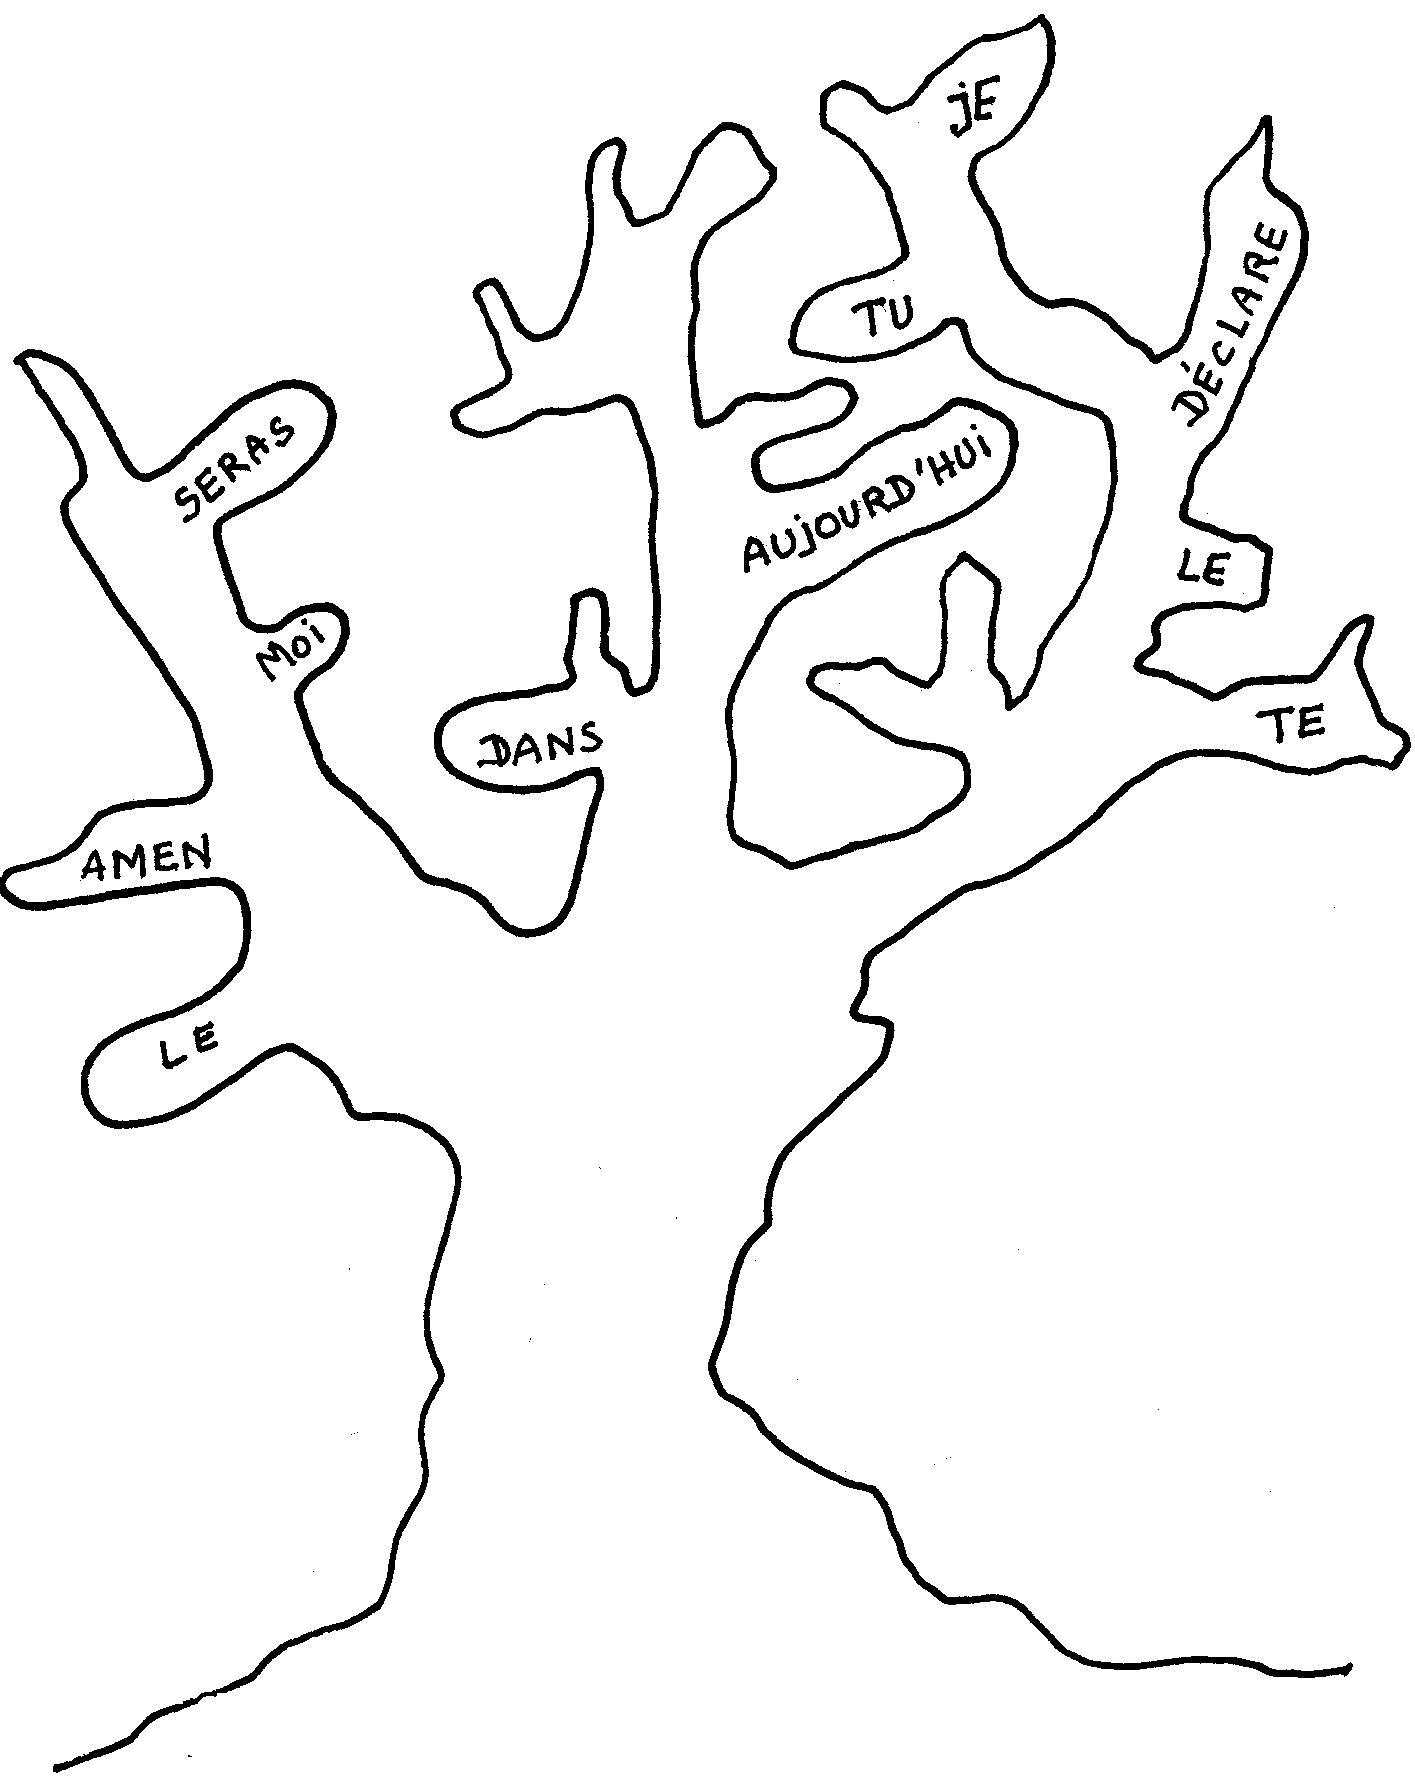 JE
DÉCLARE
TU
SERAS
AUJOURD'HUI
LE
MOI
TE
DANS
AMEN
LE